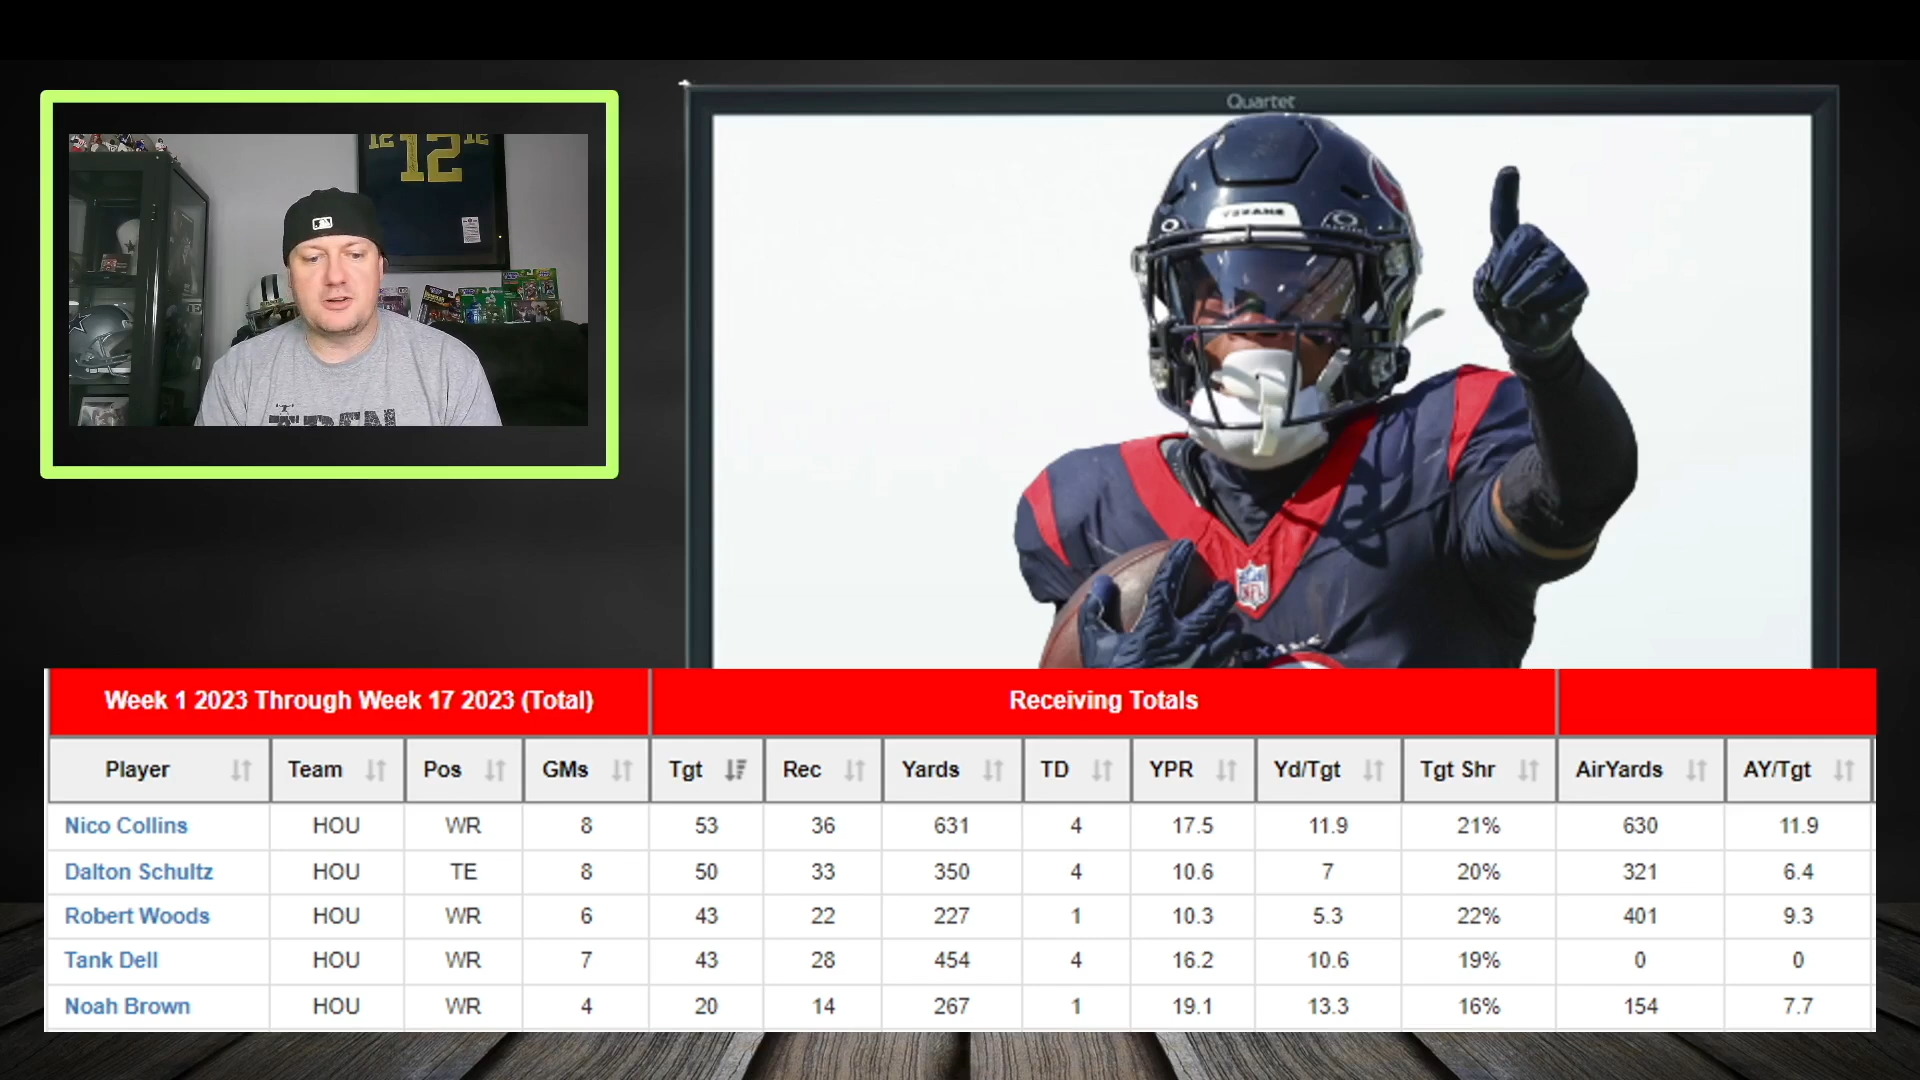 Quartet
12 12 12
TEXANS
NFL
TEXANS
Week 1 2023 Through Week 17 2023 (Total) Receiving Totals
Player Team Pos GMs Tgt Rec Yards TD YPR Yd/Tgt Tgt Shr AirYards AY/Tgt
Nico Collins HOU WR 8 53 36 631 4 17.5 11.9 21% 630 11.9
Dalton Schultz HOU TE 8 50 33 350 4 10.6 7 20% 321 6.4
Robert Woods HOU WR 6 43 22 227 1 10.3 5.3 22% 401 9.3
Tank Dell HOU WR 7 43 28 454 4 16.2 10.6 19% 0 0
Noah Brown HOU WR 4 20 14 267 1 19.1 13.3 16% 154 7.7